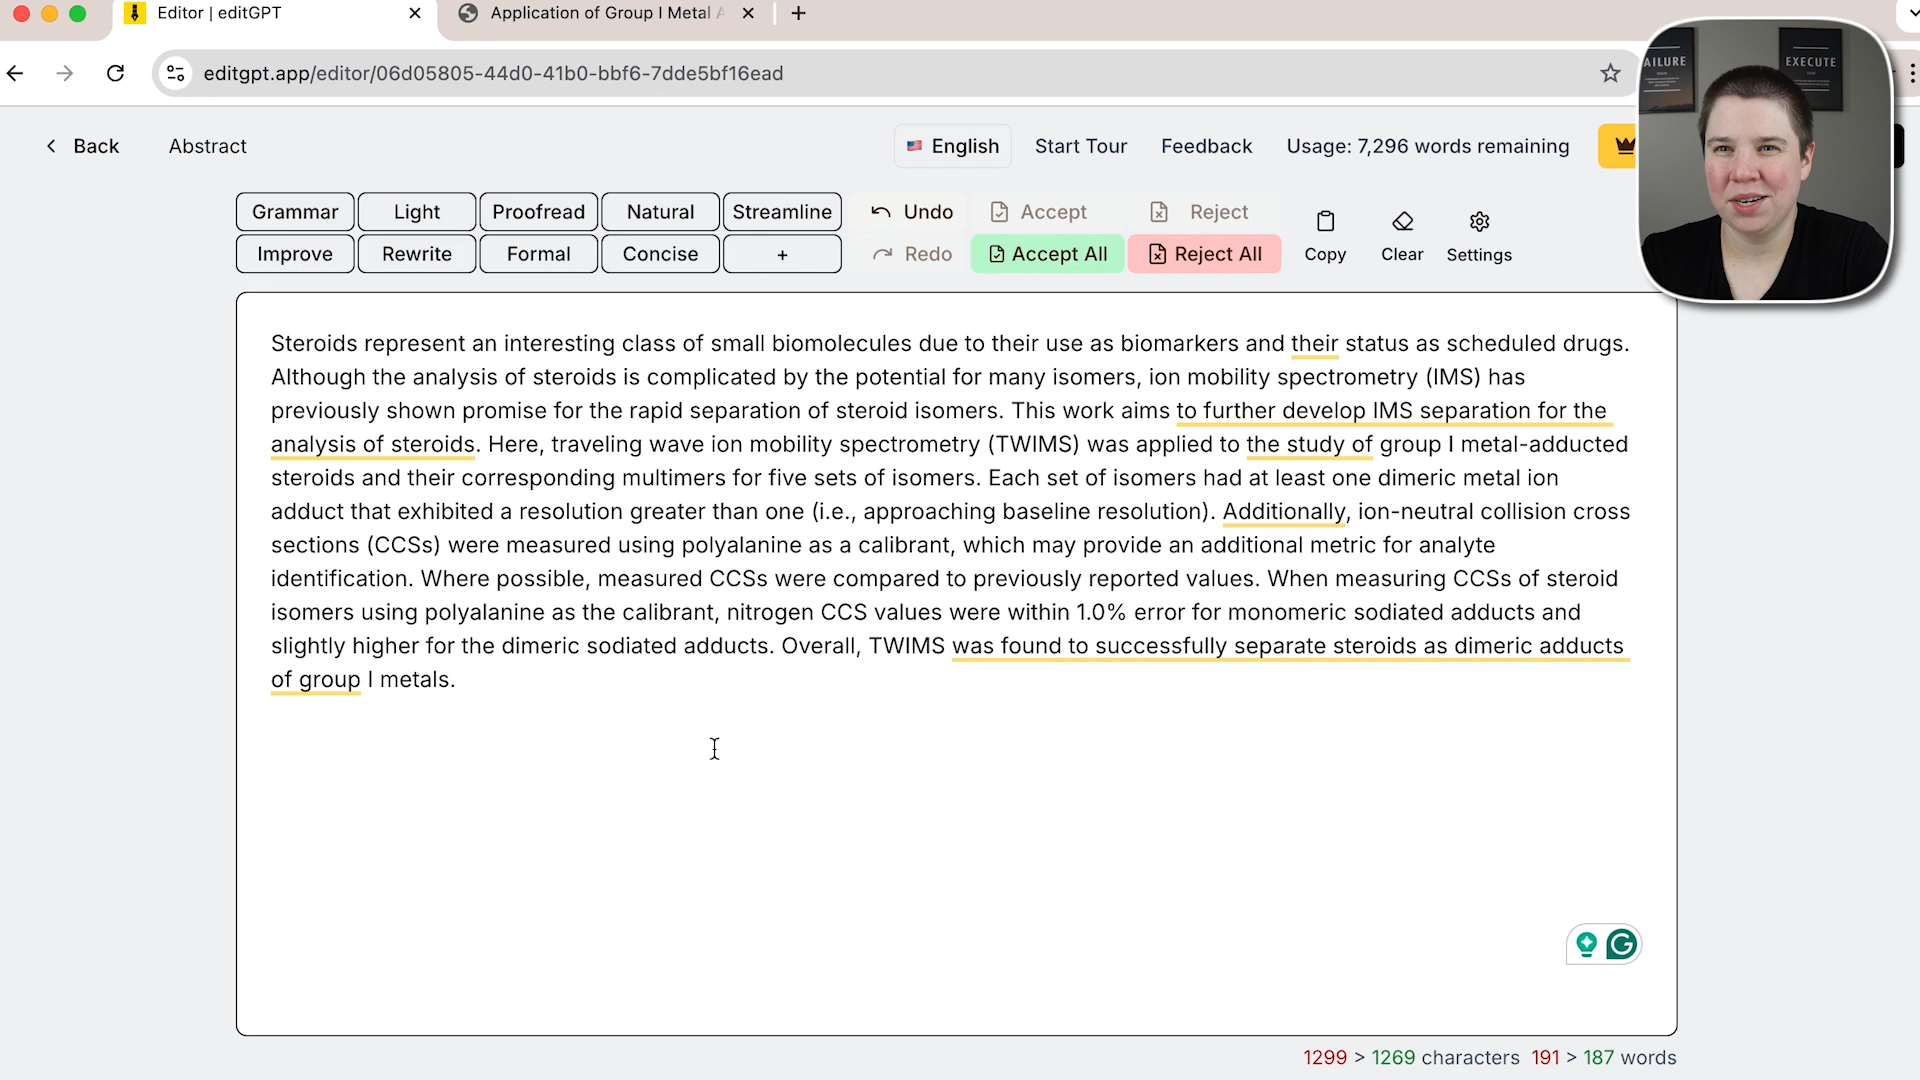 Editor | editGPT
Application of Group I Metal
editgpt.app/editor/06d05805-44d0-41b0-bbf6-7dde5bf16ead
AILURE
EXECUTE
Back
Abstract
English
Start Tour
Feedback
Usage: 7,296 words remaining
Grammar
Light
Proofread
Natural
Streamline
Undo
Accept
Reject
Improve
Rewrite
Formal
Concise
+
Redo
Accept All
Reject All
Copy
Clear
Settings
Steroids represent an interesting class of small biomolecules due to their use as biomarkers and their status as scheduled drugs.
Although the analysis of steroids is complicated by the potential for many isomers, ion mobility spectrometry (IMS) has
previously shown promise for the rapid separation of steroid isomers. This work aims to further develop IMS separation for the
analysis of steroids. Here, traveling wave ion mobility spectrometry (TWIMS) was applied to the study of group I metal-adducted
steroids and their corresponding multimers for five sets of isomers. Each set of isomers had at least one dimeric metal ion
adduct that exhibited a resolution greater than one (i.e., approaching baseline resolution). Additionally, ion-neutral collision cross
sections (CCSs) were measured using polyalanine as a calibrant, which may provide an additional metric for analyte
identification. Where possible, measured CCSs were compared to previously reported values. When measuring CCSs of steroid
isomers using polyalanine as the calibrant, nitrogen CCS values were within 1.0% error for monomeric sodiated adducts and
slightly higher for the dimeric sodiated adducts. Overall, TWIMS was found to successfully separate steroids as dimeric adducts
of group I metals.
1299 > 1269 characters 191 > 187 words